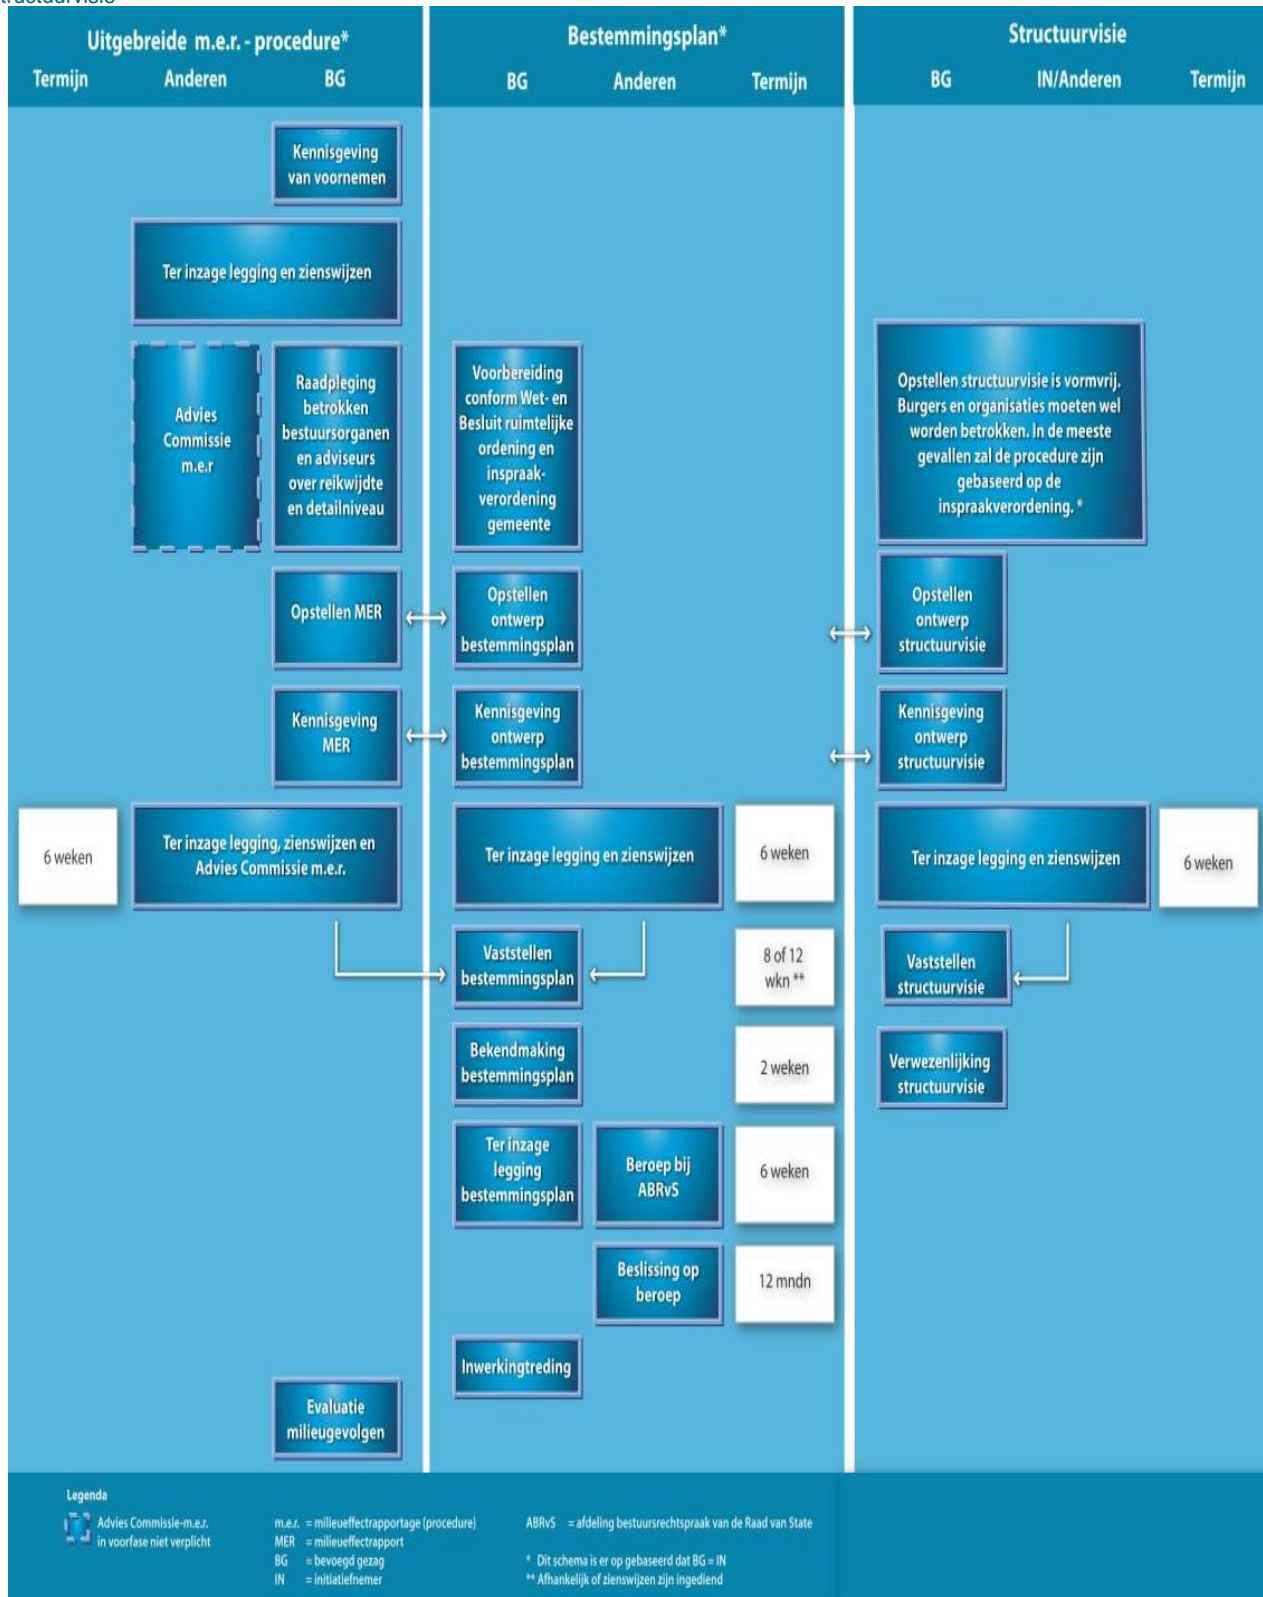 tructuurvisie
Uitgebreide m.e.r. - procedure*
Termijn
Anderen
BG
Kennisgeving
van voornemen
Ter inzage legging en zienswijzen
Advies
Commissie
m.e.r
Raadpleging
betrokken
bestuursorganen
en adviseurs
over reikwijdte
en detailniveau
Opstellen MER
Kennisgeving
MER
6 weken
Ter inzage legging, zienswijzen en
Advies Commissie m.e.r.
Evaluatie
milieugevolgen
Bestemmingsplan*
BG
Anderen
Termijn
Voorbereiding
conform Wet- en
Besluit ruimtelijke
ordening en
inspraak-
verordening
gemeente
Opstellen
ontwerp
bestemmingsplan
Kennisgeving
ontwerp
bestemmingsplan
Ter inzage legging en zienswijzen
6 weken
Vaststellen
bestemmingsplan
8 of 12
wkn **
Bekendmaking
bestemmingsplan
2 weken
Ter inzage
legging
bestemmingsplan
Beroep bij
ABRvS
6 weken
Beslissing op
beroep
12 mndn
Inwerkingtreding
Structuurvisie
BG
IN/Anderen
Termijn
Opstellen structuurvisie is vormvrij.
Burgers en organisaties moeten wel
worden betrokken. In de meeste
gevallen zal de procedure zijn
gebaseerd op de
inspraakverordening. *
Opstellen
ontwerp
structuurvisie
Kennisgeving
ontwerp
structuurvisie
Ter inzage legging en zienswijzen
6 weken
Vaststellen
structuurvisie
Verwezenlijking
structuurvisie
Legenda
Advies Commissie-m.e.r.
in voorfase niet verplicht
m.e.r. = milieueffectrapportage (procedure)
MER = milieueffectrapport
BG = bevoegd gezag
IN = initiatiefnemer
ABRvS = afdeling bestuursrechtspraak van de Raad van State
* Dit schema is er op gebaseerd dat BG = IN
** Afhankelijk of zienswijzen zijn ingediend